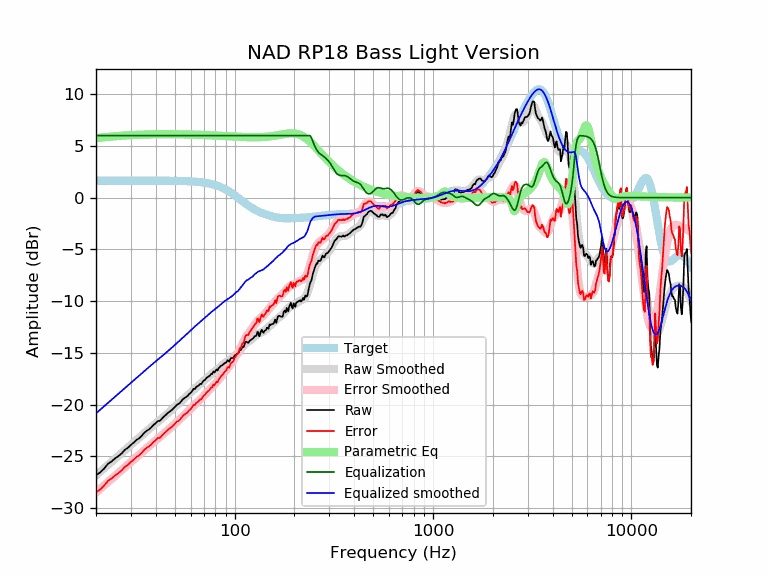 NAD RP18 Bass Light Version
Amplitude (dBr)
10
5
0
−5
−10
−15
−20
−25
−30
Target
Raw Smoothed
Error Smoothed
Raw
Error
Parametric Eq
Equalization
Equalized smoothed
100 1000 10000
Frequency (Hz)